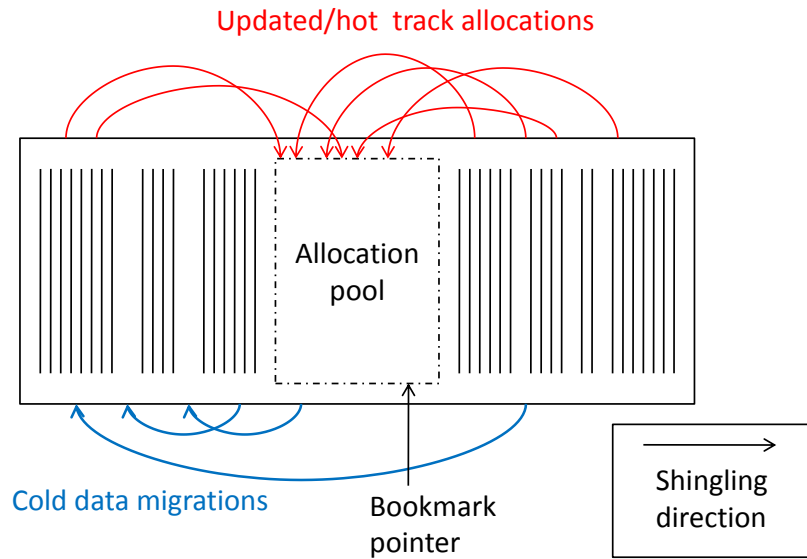 Updated/hot track allocations
Allocation
pool
Cold data migrations
Bookmark
pointer
Shingling
direction